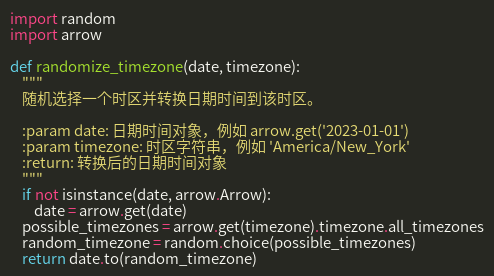 import random
import arrow
def randomize_timezone(date, timezone):
"""
随机选择一个时区并转换日期时间到该时区。
:param date: 日期时间对象，例如 arrow.get('2023-01-01')
:param timezone: 时区字符串，例如 'America/New_York'
:return: 转换后的日期时间对象
"""
if not isinstance(date, arrow.Arrow):
date = arrow.get(date)
possible_timezones = arrow.get(timezone).timezone.all_timezones
random_timezone = random.choice(possible_timezones)
return date.to(random_timezone)